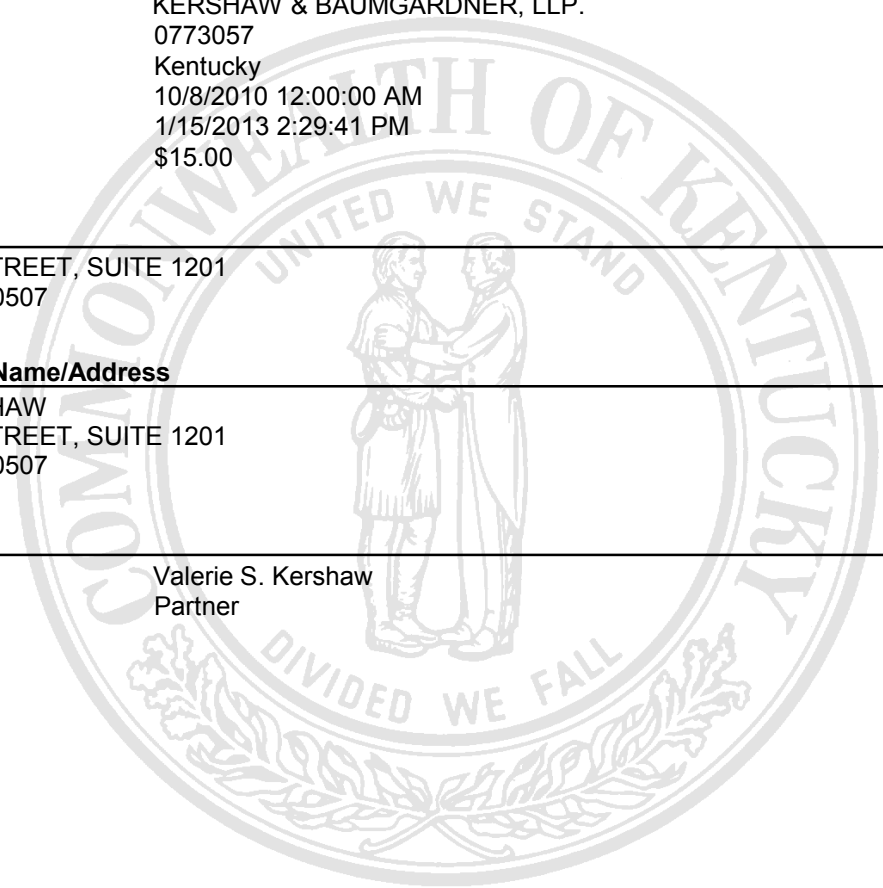 KERSHAW & BAUMGARDNER, LLP.
0773057
Kentucky
10/8/2010 12:00:00 AM
1/15/2013 2:29:41 PM
$15.00
TREET, SUITE 1201
0507
Name/Address
HAW
TREET, SUITE 1201
0507
Valerie S. Kershaw
Partner
COMMONWEALTH OF KENTUCKY
UNITED WE STAND
DIVIDED WE FALL